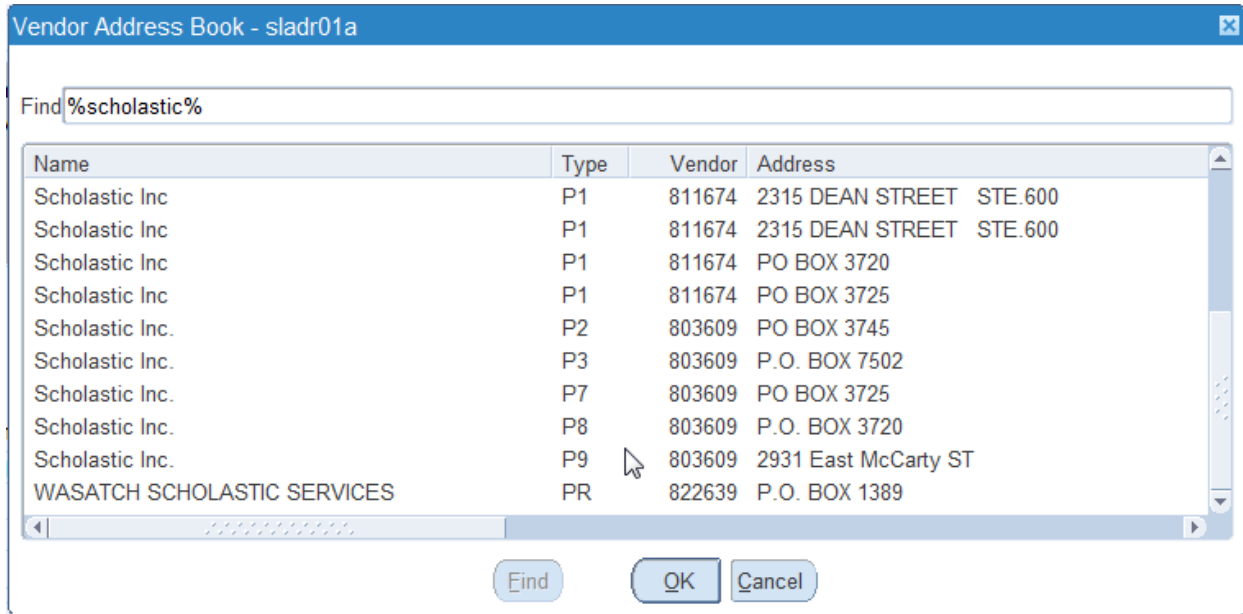 Vendor Address Book - sladr01a
Find %scholastic%
Name Type Vendor Address
Scholastic Inc P1 811674 2315 DEAN STREET STE.600
Scholastic Inc P1 811674 2315 DEAN STREET STE.600
Scholastic Inc P1 811674 PO BOX 3720
Scholastic Inc P1 811674 PO BOX 3725
Scholastic Inc. P2 803609 PO BOX 3745
Scholastic Inc. P3 803609 P.O. BOX 7502
Scholastic Inc. P7 803609 PO BOX 3725
Scholastic Inc. P8 803609 P.O. BOX 3720
Scholastic Inc. P9 803609 2931 East McCarty ST
WASATCH SCHOLASTIC SERVICES PR 822639 P.O. BOX 1389
Find OK Cancel